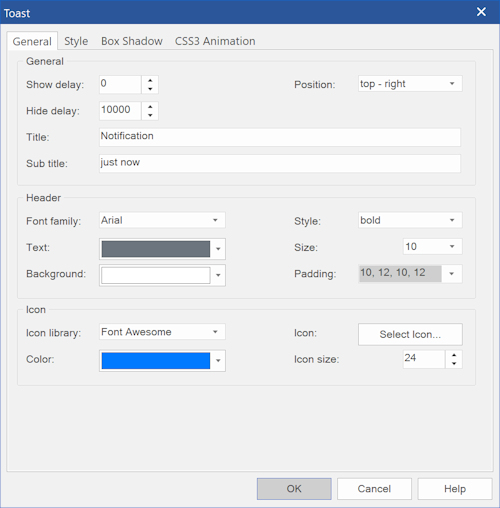 Toast
General Style Box Shadow CSS3 Animation
General
Show delay: 0 Position: top - right
Hide delay: 10000
Title: Notification
Sub title: just now
Header
Font family: Arial Style: bold
Text: Size: 10
Background: Padding: 10, 12, 10, 12
Icon
Icon library: Font Awesome Icon: Select Icon...
Color: Icon size: 24
OK Cancel Help